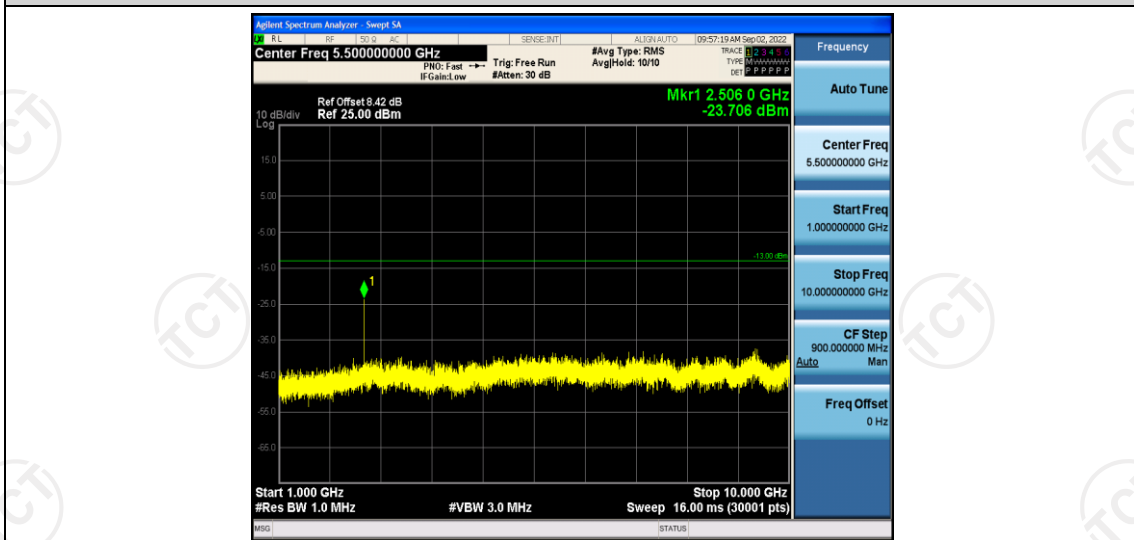 Agilent Spectrum Analyzer - Swept SA
RL RF 50 Ω AC SENSE:INT ALIGN AUTO 09:57:19 AM Sep 02, 2022
Center Freq 5.500000000 GHz
PNO: Fast
IFGain:Low
Trig: Free Run
#Atten: 30 dB
#Avg Type: RMS
Avg|Hold: 10/10
TRACE 1 2 3 4 5 6
TYPE M
DET P P P P P P
Frequency
Auto Tune
Center Freq
5.500000000 GHz
Start Freq
1.000000000 GHz
Stop Freq
10.000000000 GHz
CF Step
900.000000 MHz
Auto Man
Freq Offset
0 Hz
Mkr1 2.506 0 GHz
-23.706 dBm
Ref Offset 8.42 dB
10 dB/div Ref 25.00 dBm
Log
15.0
5.00
-5.00
-13.00 dBm
-15.0
1
-25.0
-35.0
-45.0
-55.0
-65.0
Start 1.000 GHz Stop 10.000 GHz
#Res BW 1.0 MHz #VBW 3.0 MHz Sweep 16.00 ms (30001 pts)
MSG STATUS
TCT
TCT
TCT
TCT